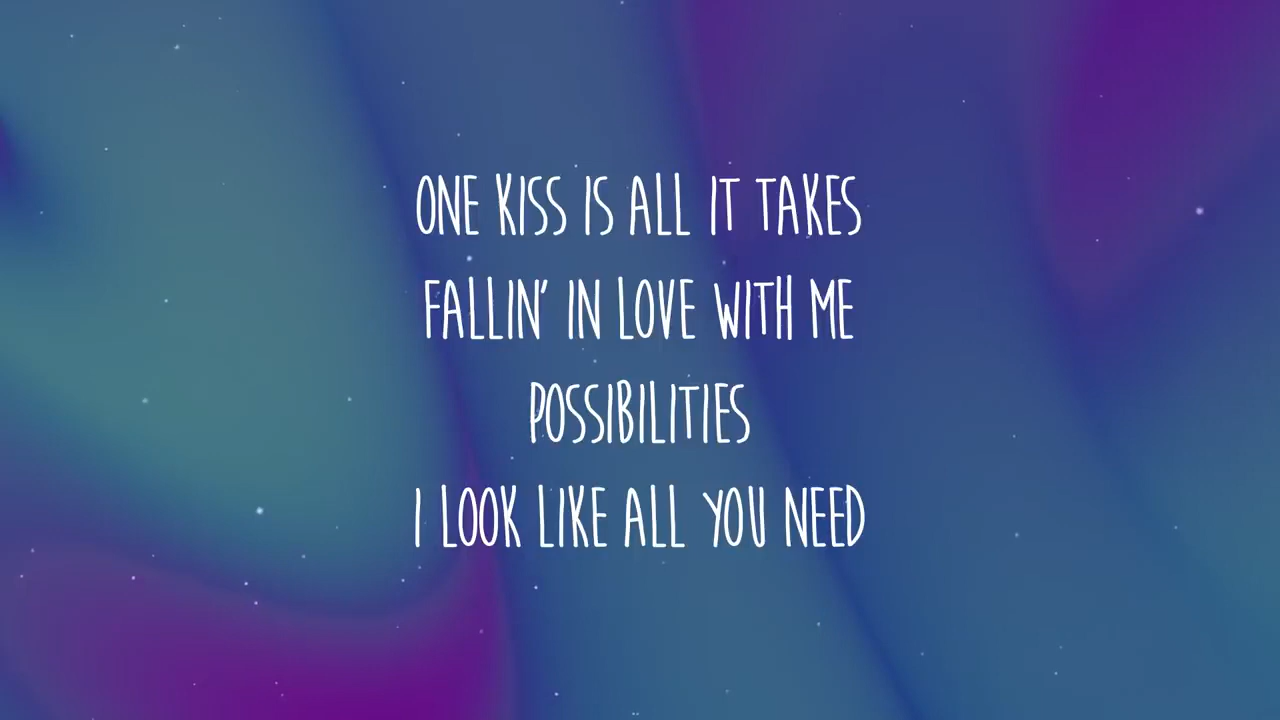 ONE KISS IS ALL IT TAKES
FALLIN' IN LOVE WITH ME
POSSIBILITIES
I LOOK LIKE ALL YOU NEED